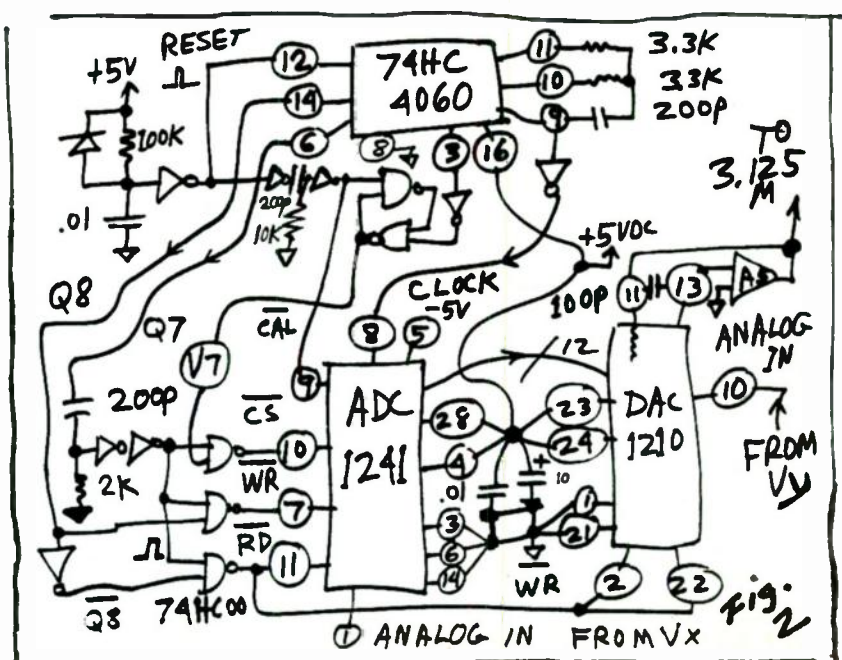 RESET
+5V
100K
.01
12
14
6
74HC
4060
8
3
16
11
10
9
3.3K
3.3K
200p
TO
3.125
M
200p
10K
+5VDC
CLOCK
-5V
100p
11
13
A3
Q8
Q7
CAL
V7
8
5
12
ANALOG
IN
10
FROM
Vy
200p
2K
9
CS
10
WR
7
RD
11
ADC
1241
28
4
3
6
14
.01
+
10
23
24
1
21
WR
DAC
1210
2
22
Q8
74HC00
1
ANALOG IN FROM VX
Fig. 2